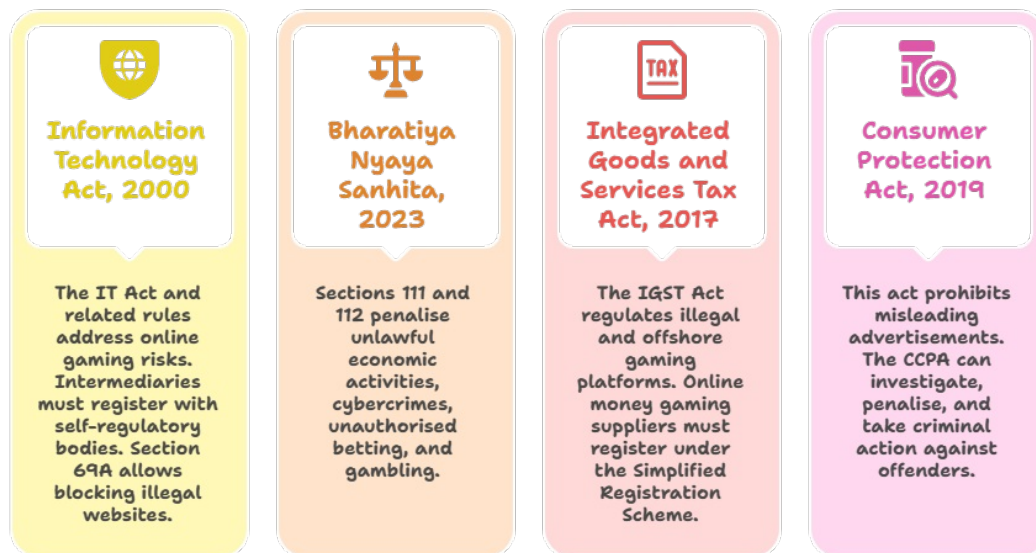 TAX
Information
Technology
Act, 2000
The IT Act and
related rules
address online
gaming risks.
Intermediaries
must register with
self-regulatory
bodies. Section
69A allows
blocking illegal
websites.
Bharatiya
Nyaya
Sanhita,
2023
Sections 111 and
112 penalise
unlawful
economic
activities,
cybercrimes,
unauthorised
betting, and
gambling.
Integrated
Goods and
Services Tax
Act, 2017
The IGST Act
regulates illegal
and offshore
gaming
platforms. Online
money gaming
suppliers must
register under
the Simplified
Registration
Scheme.
Consumer
Protection
Act, 2019
This act prohibits
misleading
advertisements.
The CCPA can
investigate,
penalise, and
take criminal
action against
offenders.